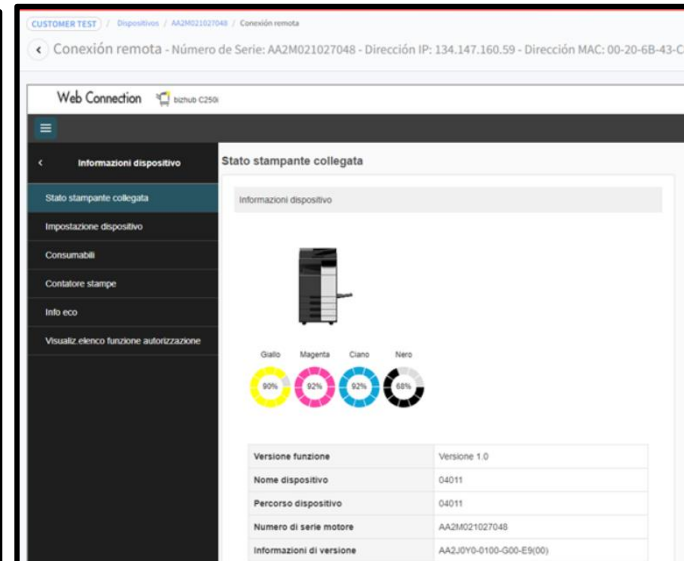 CUSTOMER TEST / Dispositivos / AA2M021027048 / Conexión remota
Conexión remota - Número de Serie: AA2M021027048 - Dirección IP: 134.147.160.59 - Dirección MAC: 00-20-6B-43-C
Web Connection bizhub C250i
Informazioni dispositivo
Stato stampante collegata
Impostazione dispositivo
Consumabili
Contatore stampe
Info eco
Visualiz.elenco funzione autorizzazione
Stato stampante collegata
Informazioni dispositivo
Giallo Magenta Ciano Nero
90% 92% 92% 68%
Versione funzione Versione 1.0
Nome dispositivo 04011
Percorso dispositivo 04011
Numero di serie motore AA2M021027048
Informazioni di versione AA2J0Y0-0100-G00-E9(00)